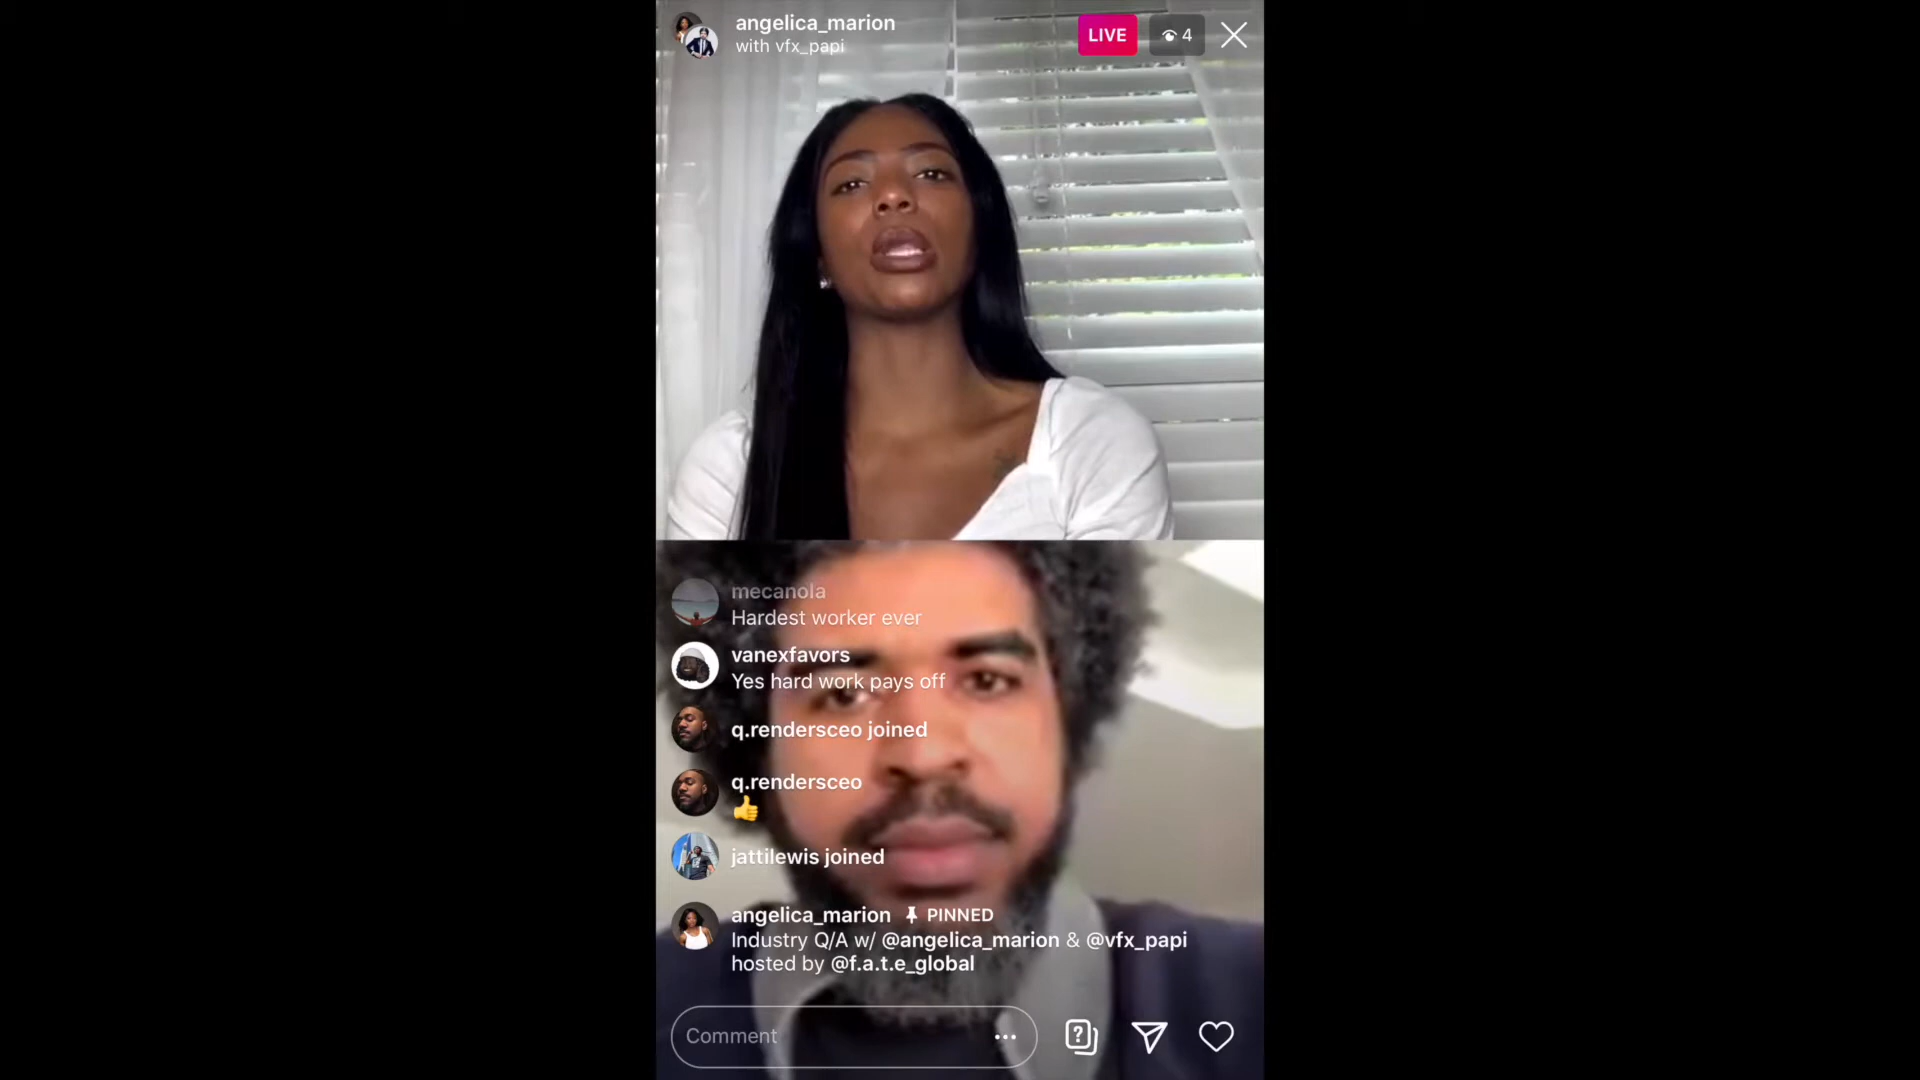 angelica_marion
with vfx_papi
LIVE
4
mecanola
Hardest worker ever
vanexfavors
Yes hard work pays off
q.rendersceo joined
q.rendersceo
👍
jattilewis joined
angelica_marion PINNED
Industry Q/A w/ @angelica_marion & @vfx_papi
hosted by @f.a.t.e_global
Comment